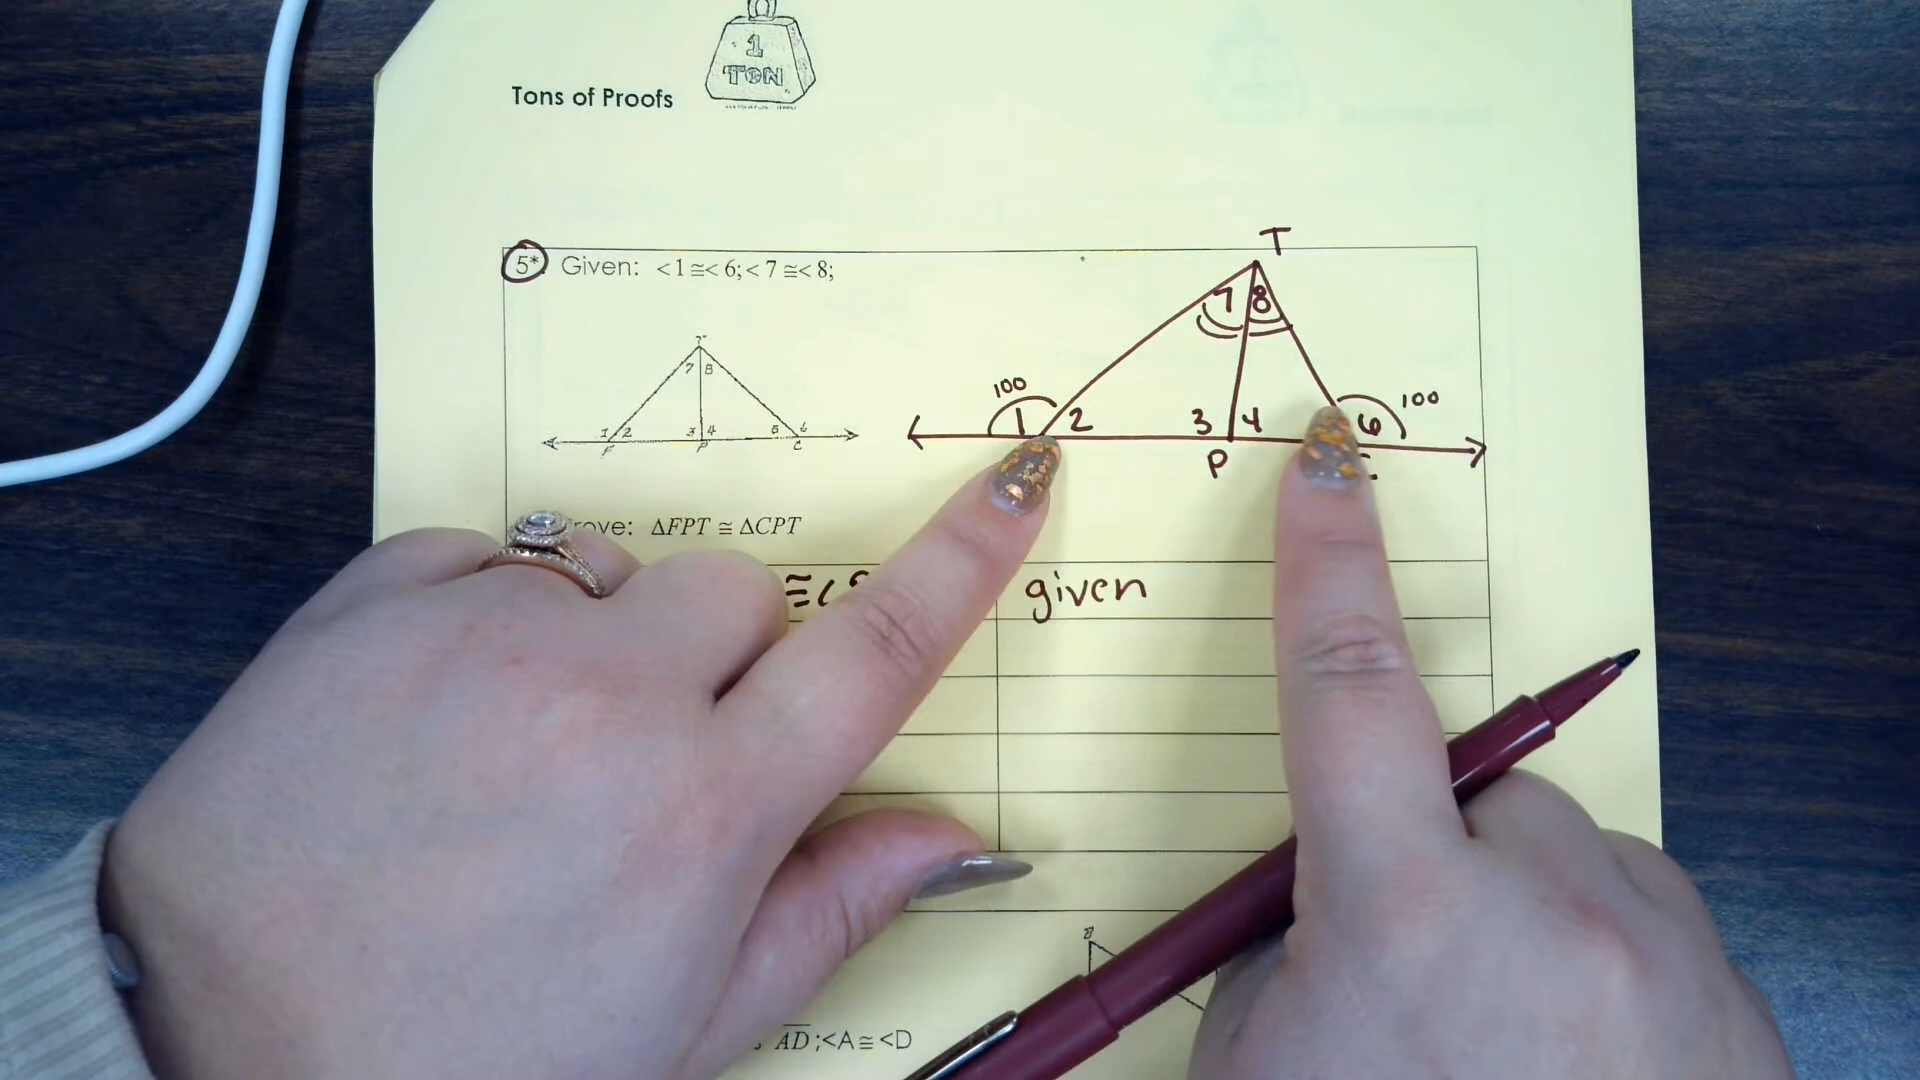 1
TON
Tons of Proofs
T
5* Given: <1≅<6;<7≅<8;
7 8
T
7 8
100
100
1 2 3 4 6
1 2 3 4 5 6
F P C
P
rove: ΔFPT ≅ ΔCPT
≅< given
B
AD;<A≅<D